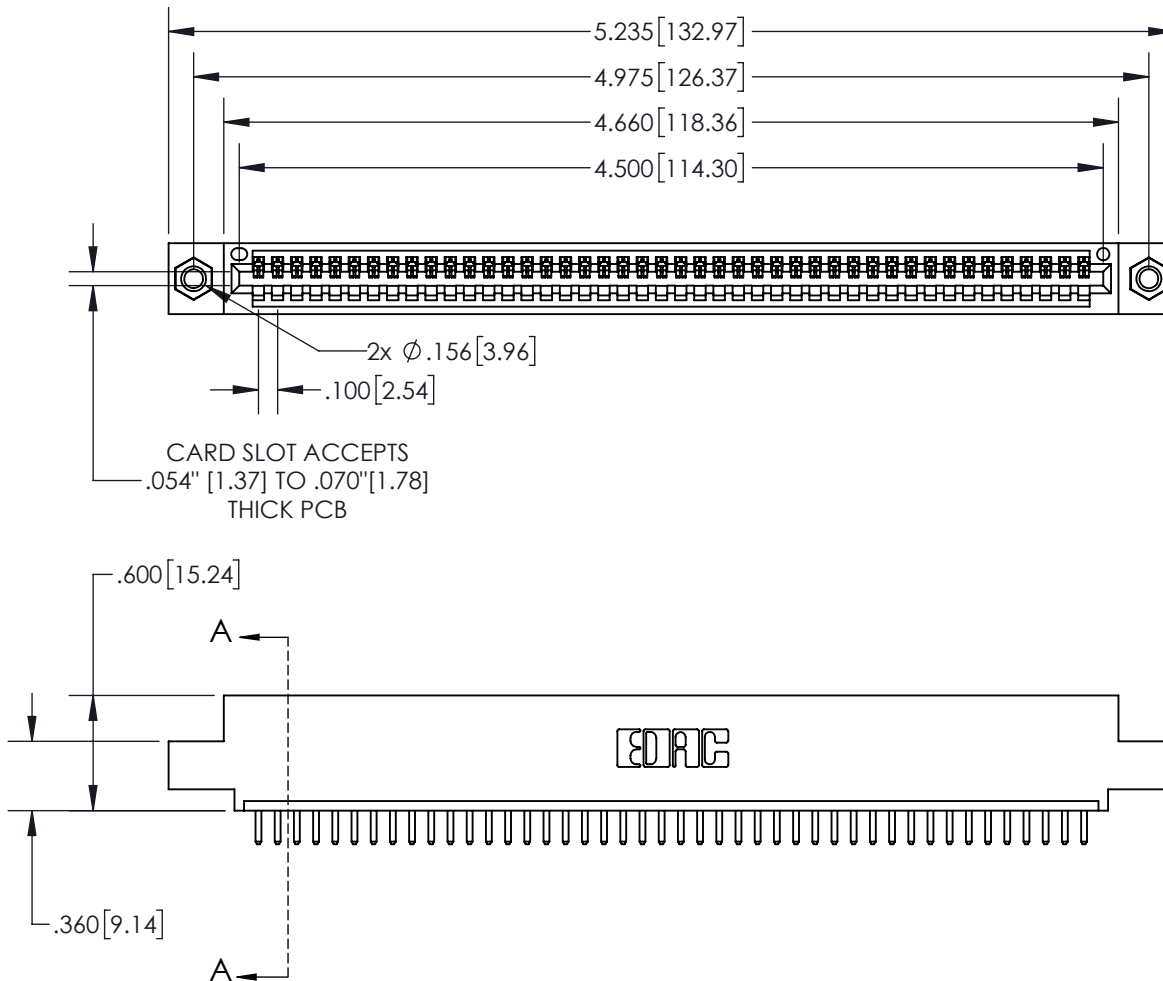 5.235[132.97]
4.975[126.37]
4.660[118.36]
4.500[114.30]
2x Ø.156[3.96]
.100[2.54]
CARD SLOT ACCEPTS
.054" [1.37] TO .070"[1.78]
THICK PCB
.600[15.24]
A
EDAC
.360[9.14]
A